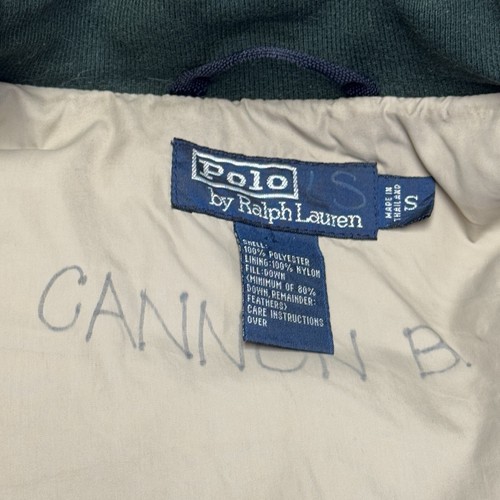 Polo
by Ralph Lauren
MADE IN
THAILAND
S
SHELL:
100% POLYESTER
LINING:100% NYLON
FILL:DOWN
(MINIMUM OF 80%
DOWN,REMAINDER:
FEATHERS)
CARE INSTRUCTIONS
OVER
CANNON B.